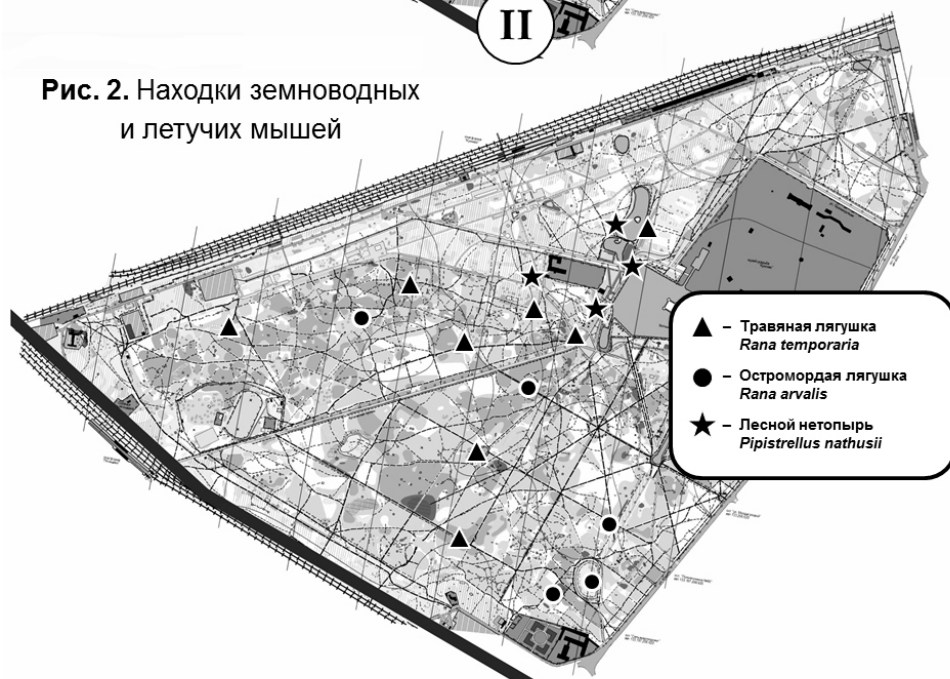 II
Рис. 2. Находки земноводных
и летучих мышей
– Травяная лягушка
Rana temporaria
– Остромордая лягушка
Rana arvalis
– Лесной нетопырь
Pipistrellus nathusii